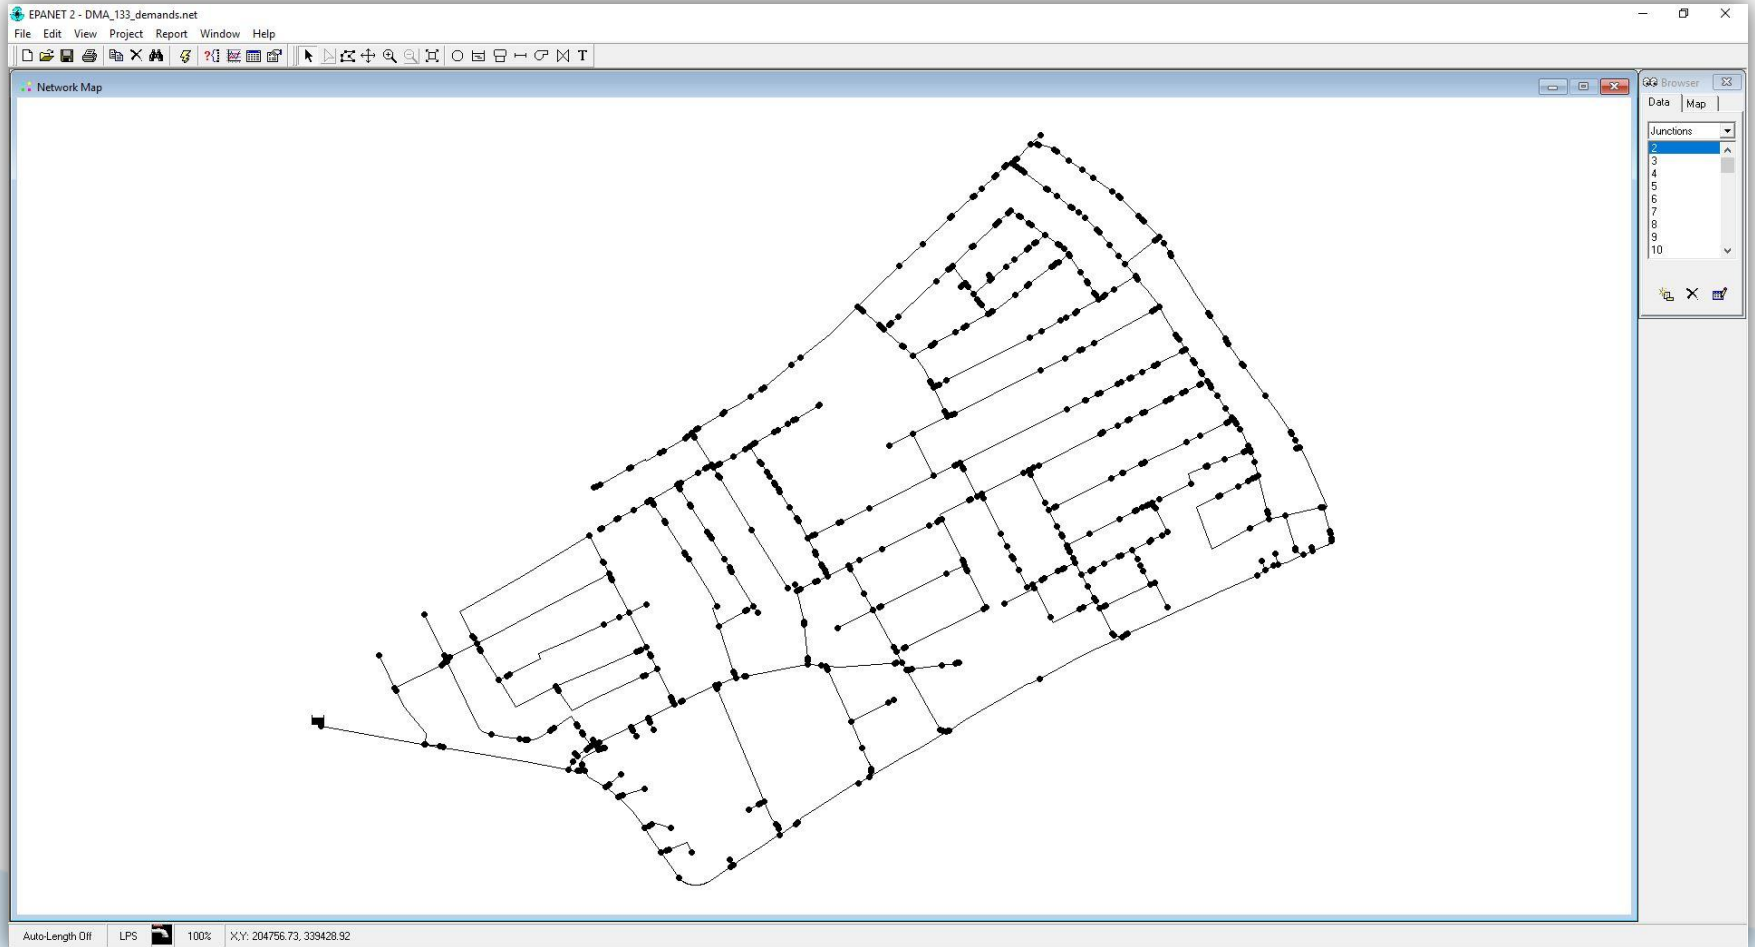 EPANET 2 - DMA_133_demands.net
File Edit View Project Report Window Help
T
Network Map
Browser
Data Map
Junctions
2
3
4
5
6
7
8
9
10
Auto-Length Off LPS 100% X,Y: 204756.73, 339428.92